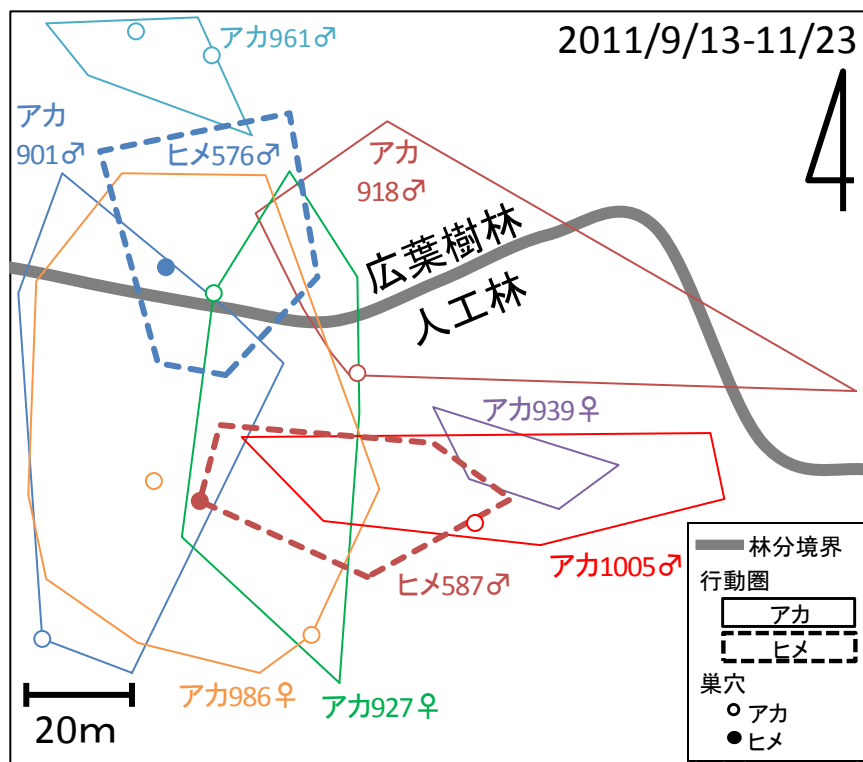 2011/9/13-11/23
アカ961♂
アカ
901♂
ヒメ576♂
アカ
918♂
広葉樹林
人工林
アカ939♀
アカ1005♂
ヒメ587♂
アカ986♀
アカ927♀
20m
林分境界
行動圏
アカ
ヒメ
巣穴
アカ
ヒメ